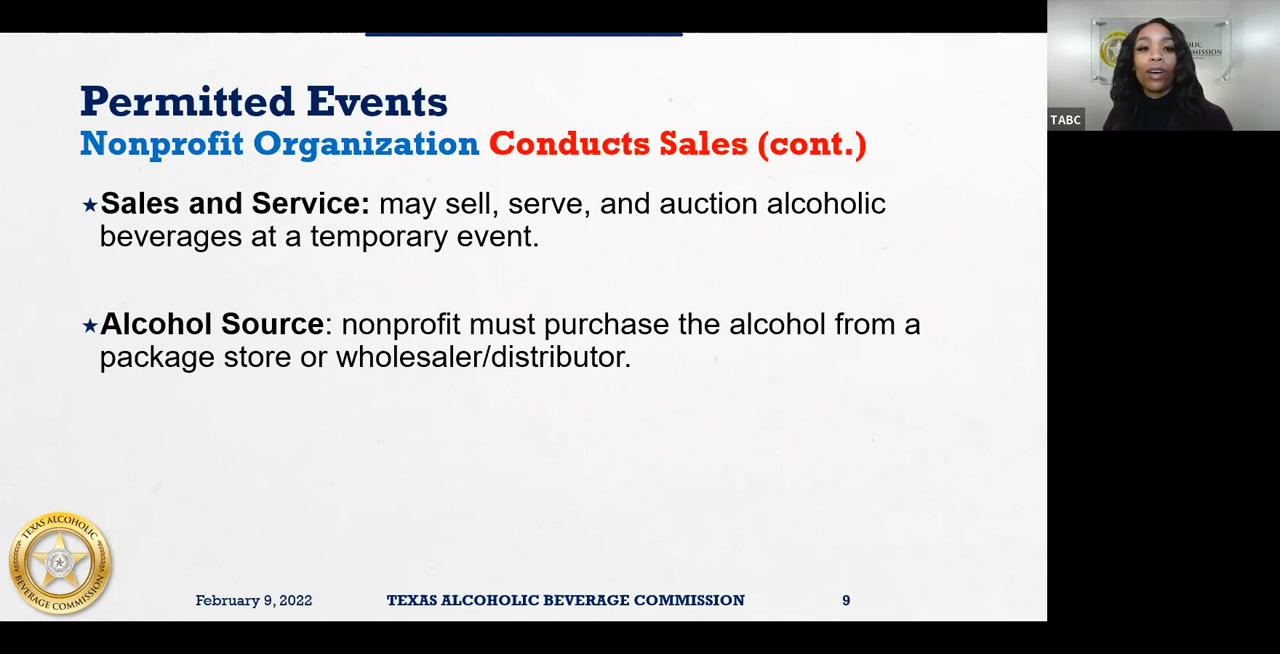 Permitted Events
Nonprofit Organization Conducts Sales (cont.)
★Sales and Service: may sell, serve, and auction alcoholic
beverages at a temporary event.
★Alcohol Source: nonprofit must purchase the alcohol from a
package store or wholesaler/distributor.
TEXAS ALCOHOLIC
BEVERAGE COMMISSION
February 9, 2022
TEXAS ALCOHOLIC BEVERAGE COMMISSION
9
TABC